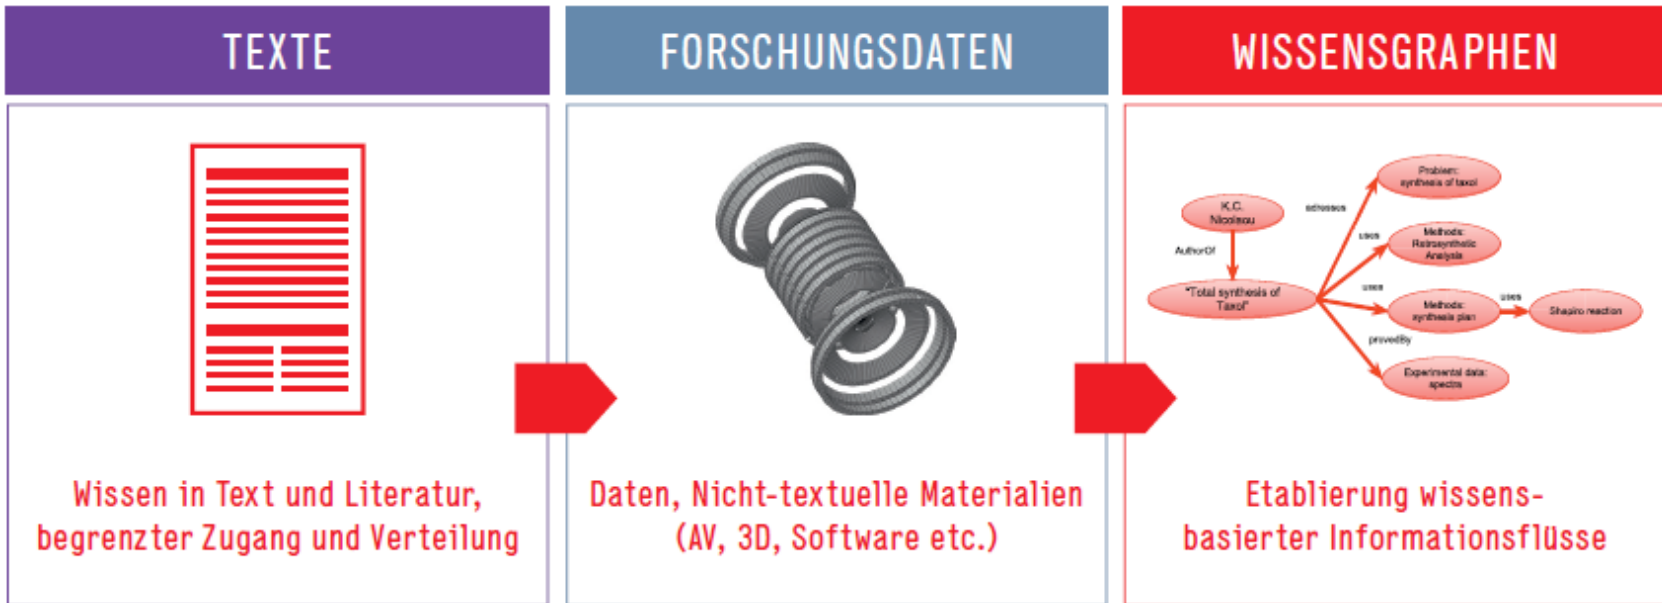 TEXTE
Wissen in Text und Literatur,
begrenzter Zugang und Verteilung
FORSCHUNGSDATEN
Daten, Nicht-textuelle Materialien
(AV, 3D, Software etc.)
WISSENSGRAPHEN
K.C.
Nicolaou
AuthorOf
"Total synthesis of
Taxol"
adresses
Problem:
synthesis of taxol
uses
Methods:
Retrosynthetic
Analysis
uses
Methods:
synthesis plan
uses
Shapiro reaction
provedBy
Experimental data:
spectra
Etablierung wissens-
basierter Informationsflüsse